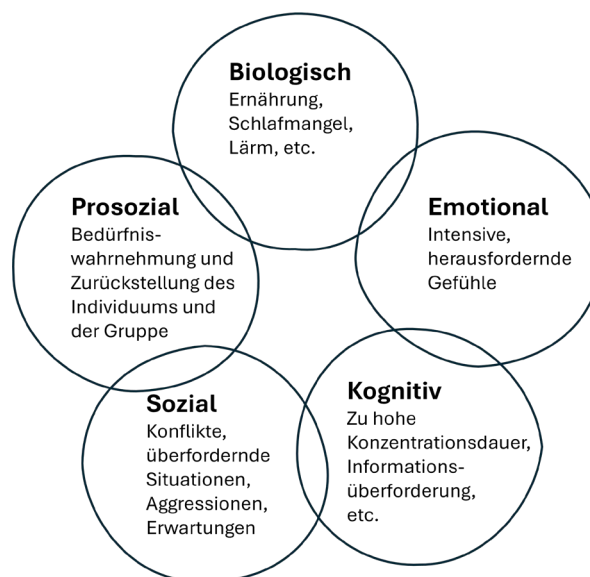 Biologisch
Ernährung,
Schlafmangel,
Lärm, etc.
Prosozial
Bedürfnis-
wahrnehmung und
Zurückstellung des
Individuums und
der Gruppe
Emotional
Intensive,
herausfordernde
Gefühle
Sozial
Konflikte,
überfordernde
Situationen,
Aggressionen,
Erwartungen
Kognitiv
Zu hohe
Konzentrationsdauer,
Informations-
überforderung,
etc.